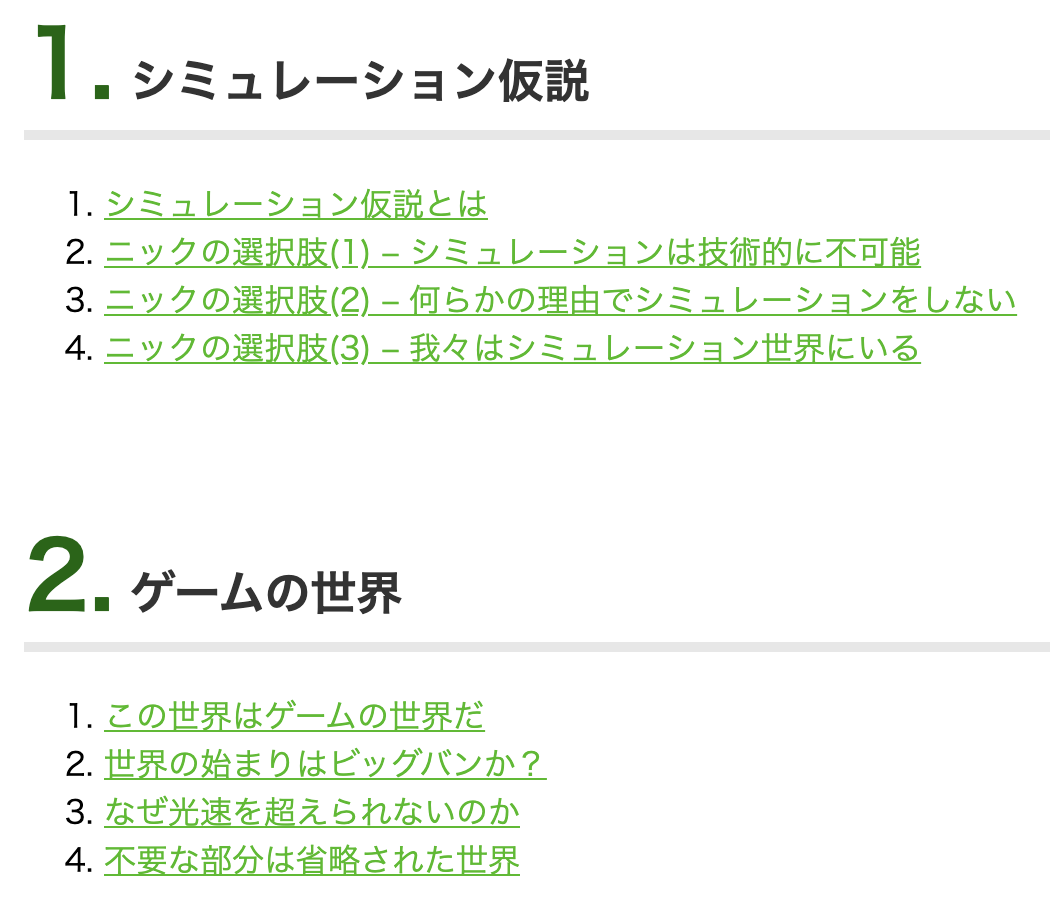 1. シミュレーション仮説
1. シミュレーション仮説とは
2. ニックの選択肢(1) – シミュレーションは技術的に不可能
3. ニックの選択肢(2) – 何らかの理由でシミュレーションをしない
4. ニックの選択肢(3) – 我々はシミュレーション世界にいる
2. ゲームの世界
1. この世界はゲームの世界だ
2. 世界の始まりはビッグバンか？
3. なぜ光速を超えられないのか
4. 不要な部分は省略された世界